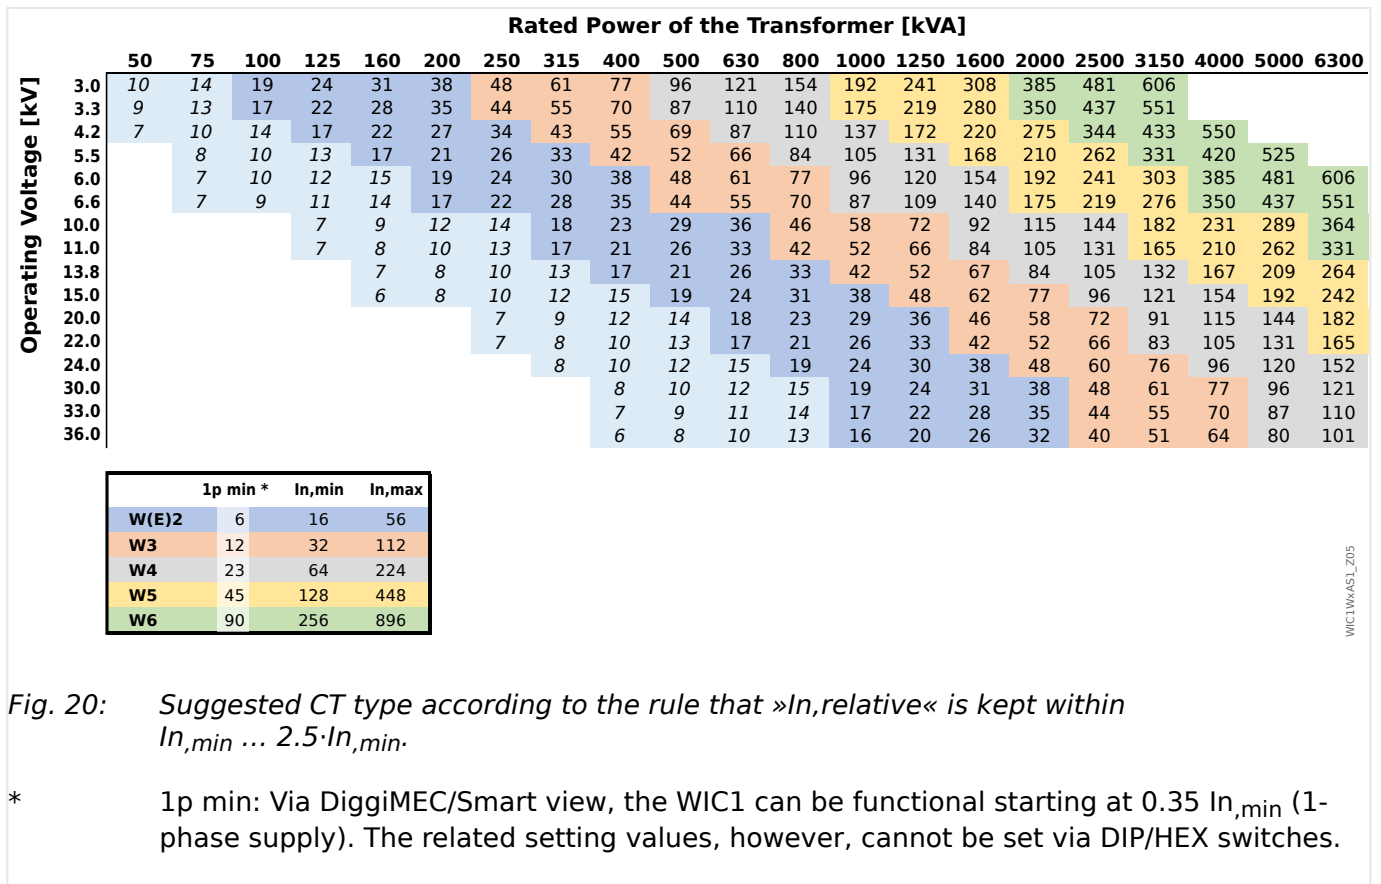 Rated Power of the Transformer [kVA]
50 75 100 125 160 200 250 315 400 500 630 800 1000 1250 1600 2000 2500 3150 4000 5000 6300
Operating Voltage [kV]
3.0 10 14 19 24 31 38 48 61 77 96 121 154 192 241 308 385 481 606
3.3 9 13 17 22 28 35 44 55 70 87 110 140 175 219 280 350 437 551
4.2 7 10 14 17 22 27 34 43 55 69 87 110 137 172 220 275 344 433 550
5.5 8 10 13 17 21 26 33 42 52 66 84 105 131 168 210 262 331 420 525
6.0 7 10 12 15 19 24 30 38 48 61 77 96 120 154 192 241 303 385 481 606
6.6 7 9 11 14 17 22 28 35 44 55 70 87 109 140 175 219 276 350 437 551
10.0 7 9 12 14 18 23 29 36 46 58 72 92 115 144 182 231 289 364
11.0 7 8 10 13 17 21 26 33 42 52 66 84 105 131 165 210 262 331
13.8 7 8 10 13 17 21 26 33 42 52 67 84 105 132 167 209 264
15.0 6 8 10 12 15 19 24 31 38 48 62 77 96 121 154 192 242
20.0 7 9 12 14 18 23 29 36 46 58 72 91 115 144 182
22.0 7 8 10 13 17 21 26 33 42 52 66 83 105 131 165
24.0 8 10 12 15 19 24 30 38 48 60 76 96 120 152
30.0 8 10 12 15 19 24 31 38 48 61 77 96 121
33.0 7 9 11 14 17 22 28 35 44 55 70 87 110
36.0 6 8 10 13 16 20 26 32 40 51 64 80 101
1p min * In,min In,max
W(E)2 6 16 56
W3 12 32 112
W4 23 64 224
W5 45 128 448
W6 90 256 896
WIC1WxAS1_Z05
Fig. 20: Suggested CT type according to the rule that »In,relative« is kept within
In,min … 2.5·In,min.
* 1p min: Via DiggiMEC/Smart view, the WIC1 can be functional starting at 0.35 In,min (1-
phase supply). The related setting values, however, cannot be set via DIP/HEX switches.